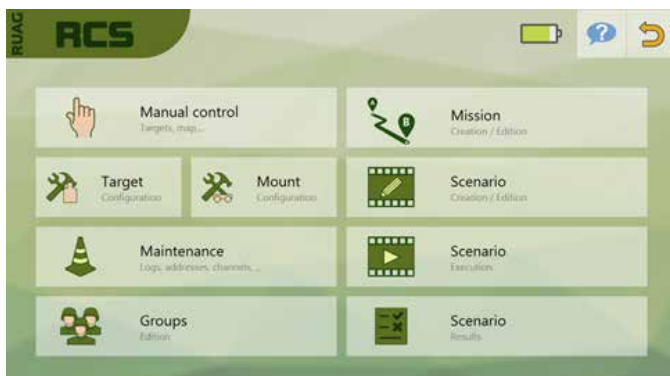 RUAG
RCS
?
Manual control
Targets, map...
Target
Configuration
Mount
Configuration
Maintenance
Logs, addresses, channels, ...
Groups
Edition
A
B
Mission
Creation / Edition
Scenario
Creation / Edition
Scenario
Execution
Scenario
Results